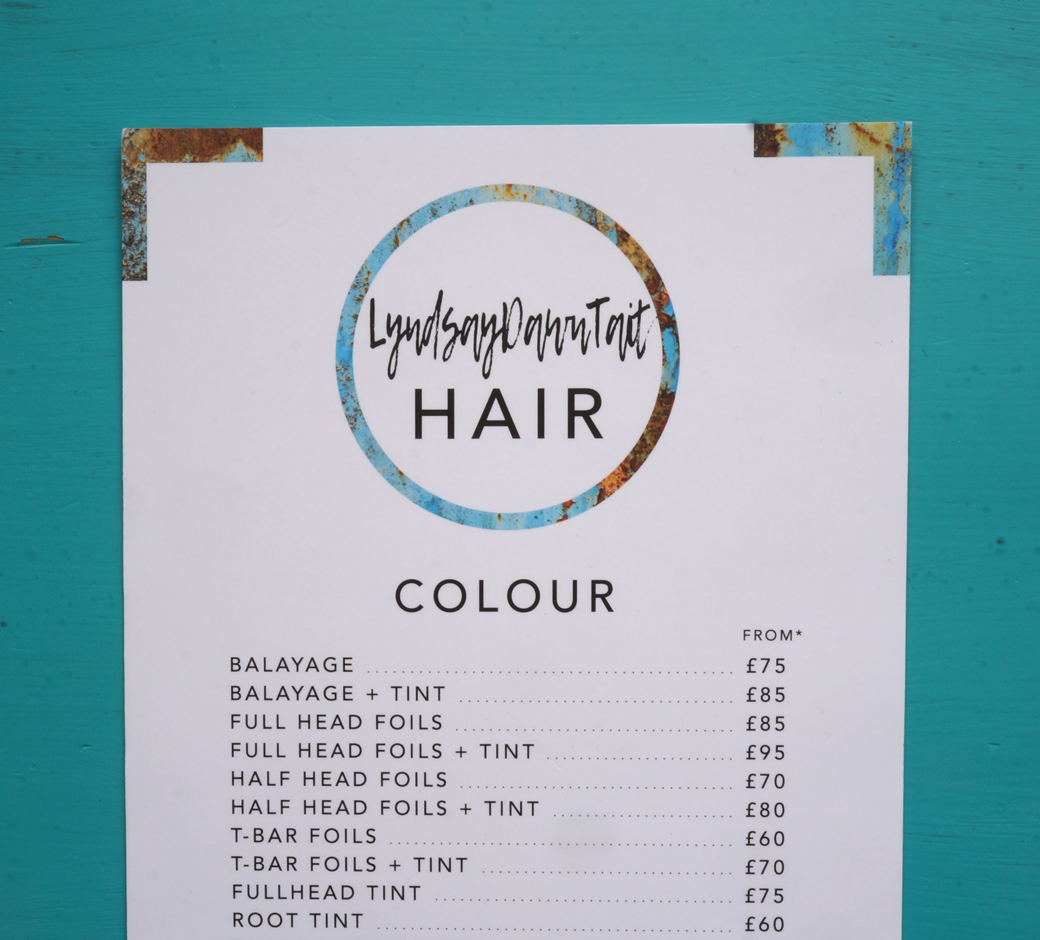 LyndsayDawnTait
HAIR
COLOUR
FROM*
BALAYAGE ........................................ £75
BALAYAGE + TINT ........................................ £85
FULL HEAD FOILS ........................................ £85
FULL HEAD FOILS + TINT ........................................ £95
HALF HEAD FOILS ........................................ £70
HALF HEAD FOILS + TINT ........................................ £80
T-BAR FOILS ........................................ £60
T-BAR FOILS + TINT ........................................ £70
FULLHEAD TINT ........................................ £75
ROOT TINT ........................................ £60